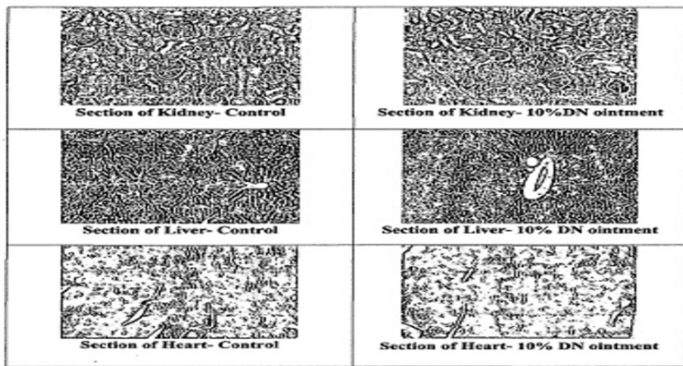 Section of Kidney- Control
Section of Kidney- 10%DN ointment
Section of Liver- Control
Section of Liver- 10% DN ointment
Section of Heart- Control
Section of Heart- 10% DN ointment